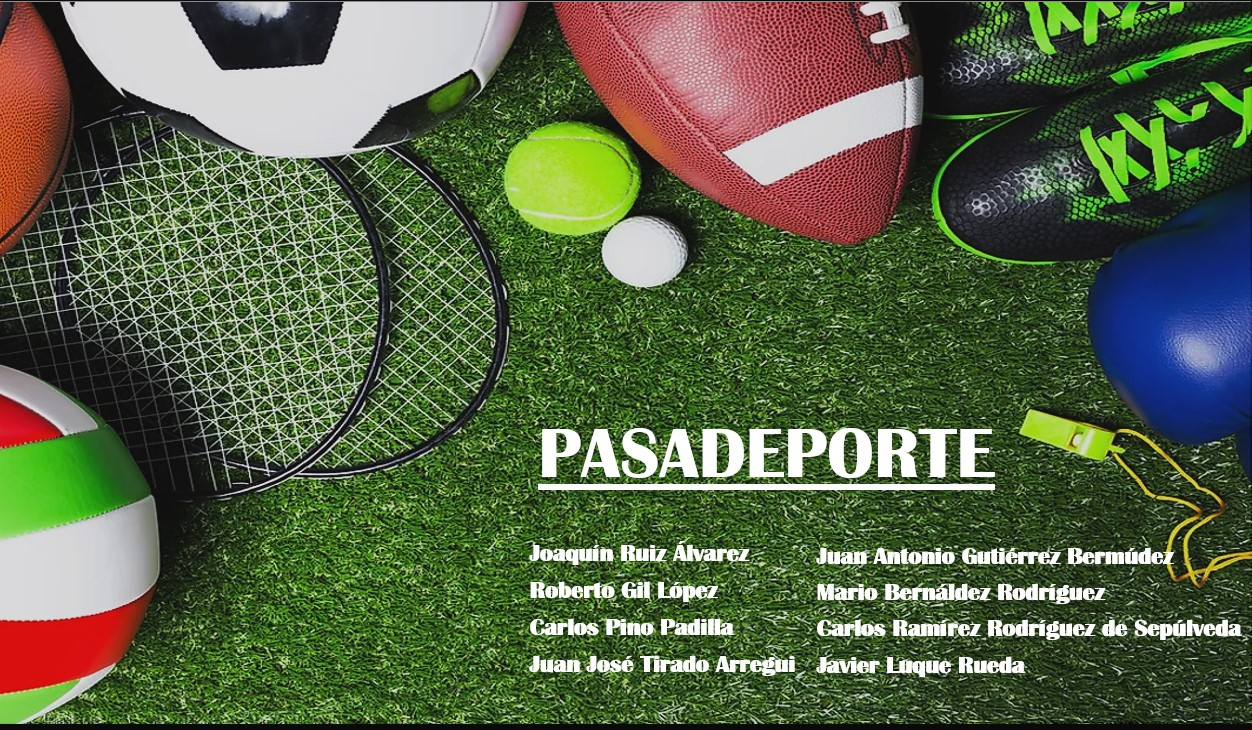 PASADEPORTE
Joaquín Ruiz Álvarez
Roberto Gil López
Carlos Pino Padilla
Juan José Tirado Arregui
Juan Antonio Gutiérrez Bermúdez
Mario Bernáldez Rodríguez
Carlos Ramírez Rodríguez de Sepúlveda
Javier Luque Rueda